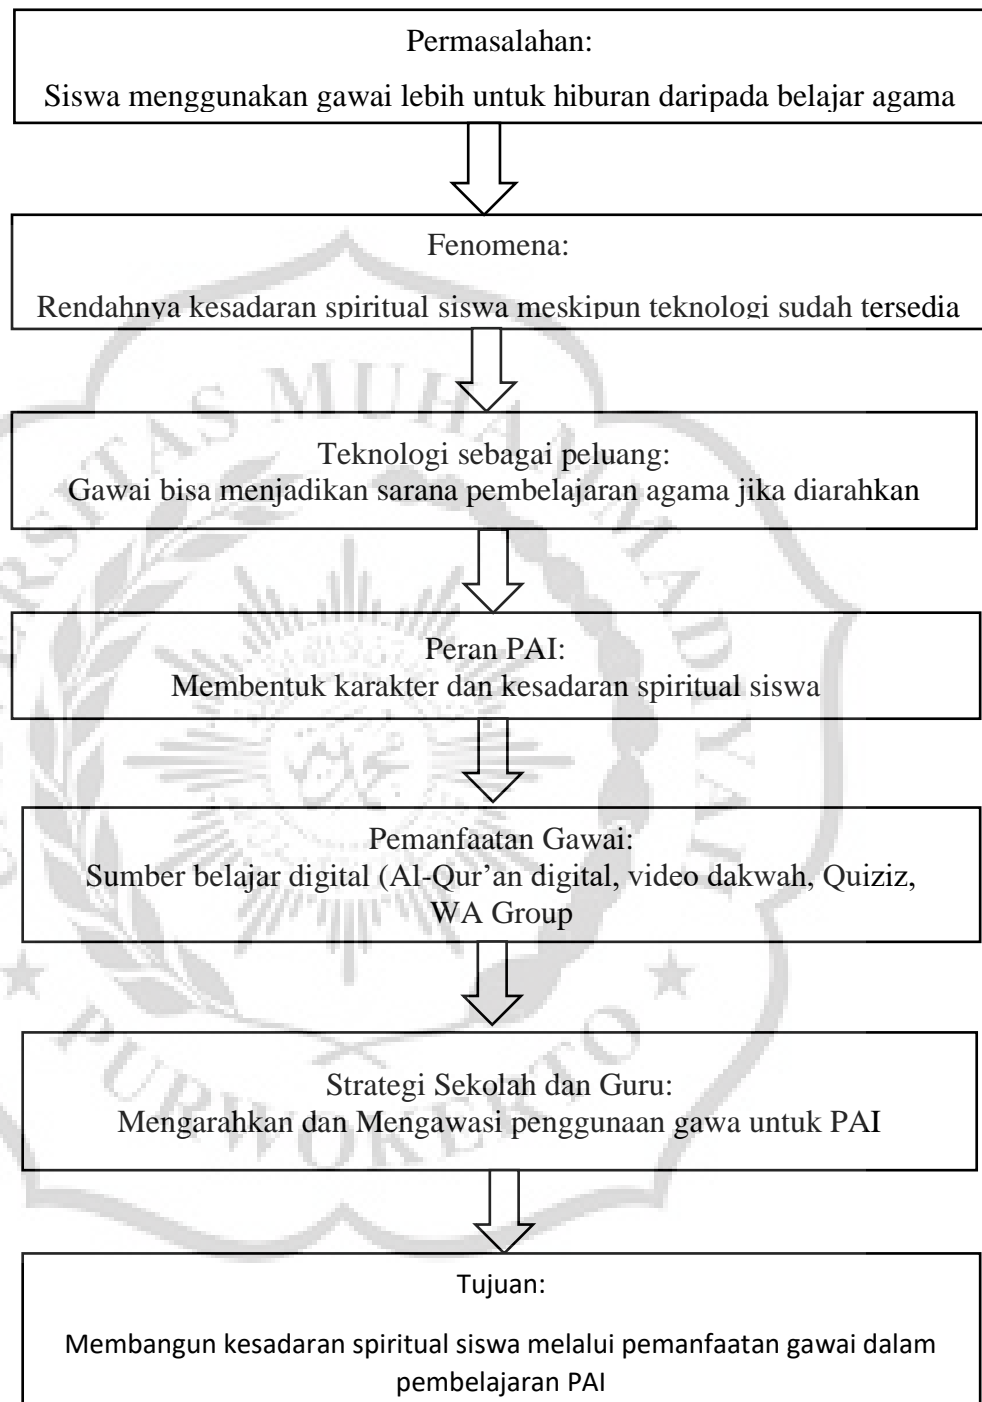 Permasalahan:
Siswa menggunakan gawai lebih untuk hiburan daripada belajar agama
Fenomena:
Rendahnya kesadaran spiritual siswa meskipun teknologi sudah tersedia
Teknologi sebagai peluang:
Gawai bisa menjadikan sarana pembelajaran agama jika diarahkan
Peran PAI:
Membentuk karakter dan kesadaran spiritual siswa
Pemanfaatan Gawai:
Sumber belajar digital (Al-Qur’an digital, video dakwah, Quiziz,
WA Group
Strategi Sekolah dan Guru:
Mengarahkan dan Mengawasi penggunaan gawa untuk PAI
Tujuan:
Membangun kesadaran spiritual siswa melalui pemanfaatan gawai dalam
pembelajaran PAI
MUHAMMADIYAH
PURWOKERTO